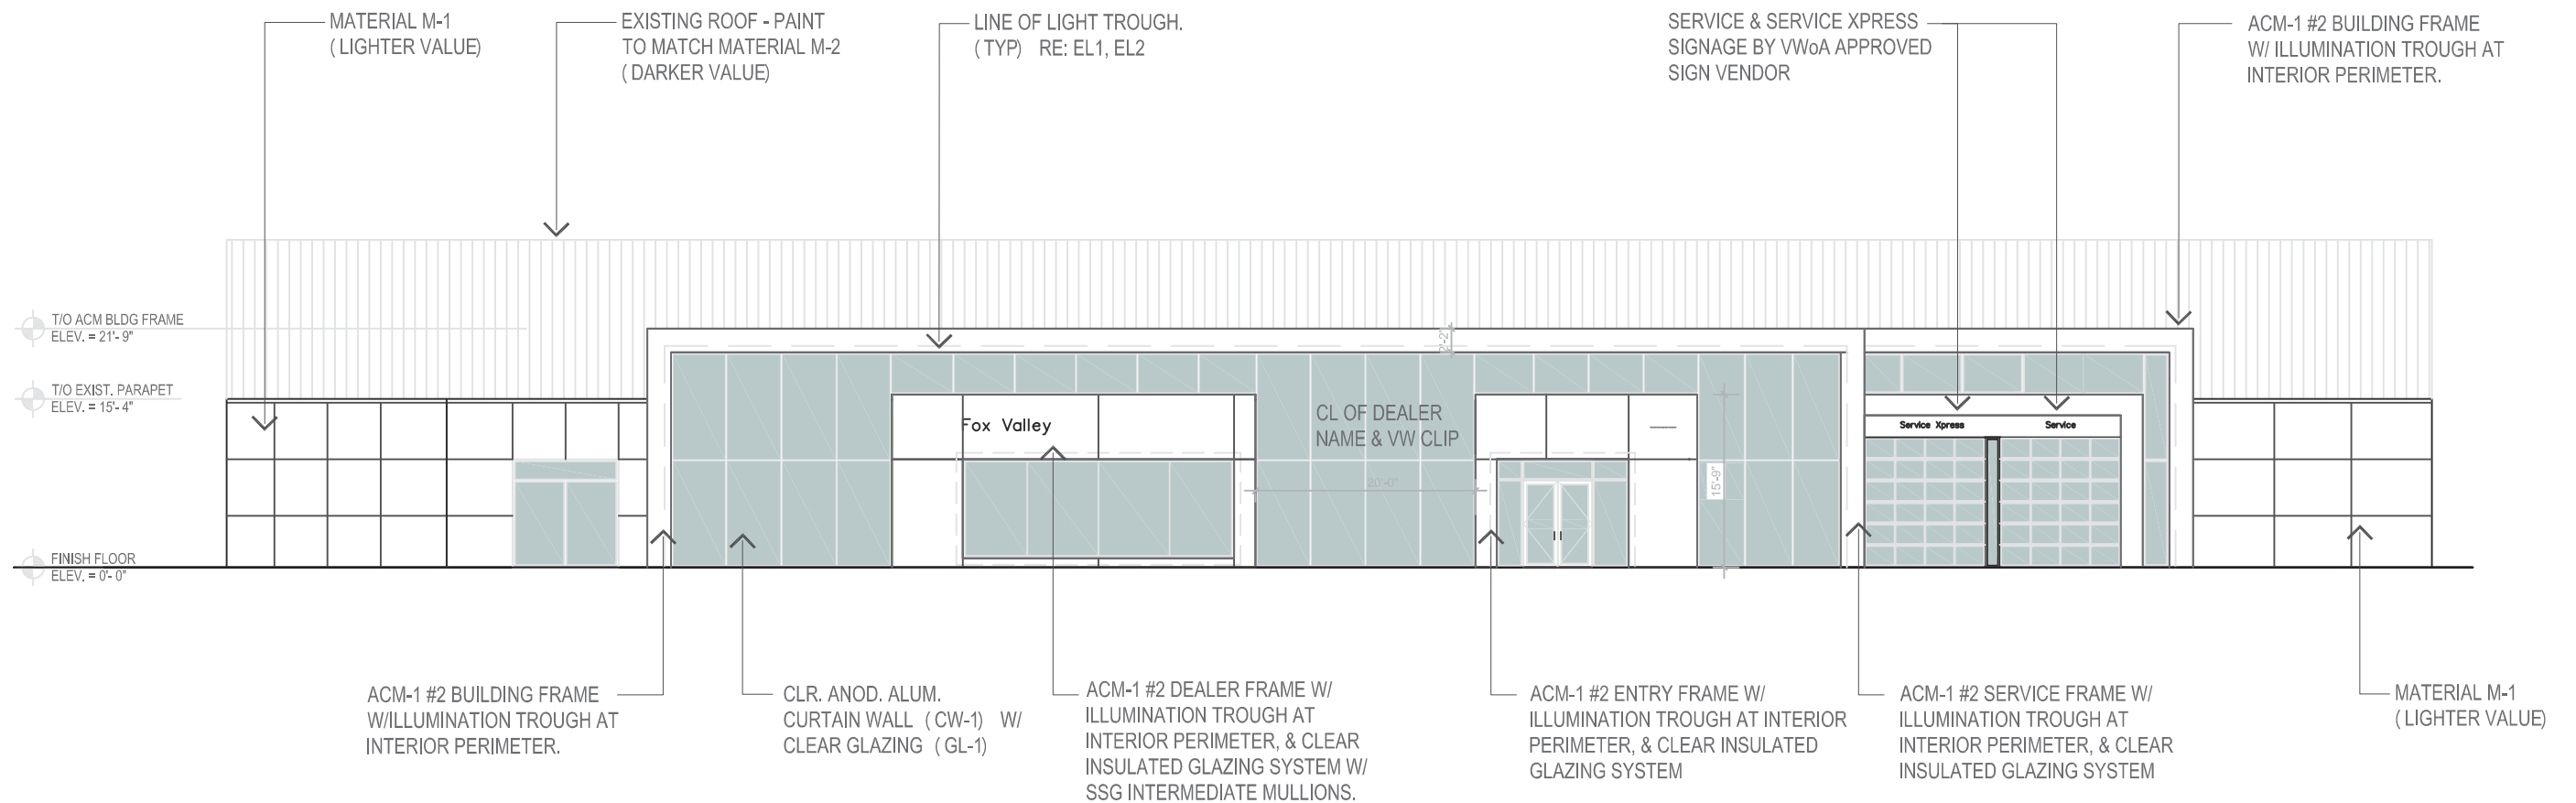 MATERIAL M-1
( LIGHTER VALUE)
EXISTING ROOF - PAINT
TO MATCH MATERIAL M-2
( DARKER VALUE)
LINE OF LIGHT TROUGH.
( TYP) RE: EL1, EL2
SERVICE & SERVICE XPRESS
SIGNAGE BY VWoA APPROVED
SIGN VENDOR
ACM-1 #2 BUILDING FRAME
W/ ILLUMINATION TROUGH AT
INTERIOR PERIMETER.
T/O ACM BLDG FRAME
ELEV. = 21'- 9"
2'-2"
T/O EXIST. PARAPET
ELEV. = 15'- 4"
Fox Valley
CL OF DEALER
NAME & VW CLIP
Service Xpress
Service
20'-0"
15'-9"
FINISH FLOOR
ELEV. = 0'- 0"
ACM-1 #2 BUILDING FRAME
W/ILLUMINATION TROUGH AT
INTERIOR PERIMETER.
CLR. ANOD. ALUM.
CURTAIN WALL ( CW-1) W/
CLEAR GLAZING ( GL-1)
ACM-1 #2 DEALER FRAME W/
ILLUMINATION TROUGH AT
INTERIOR PERIMETER, & CLEAR
INSULATED GLAZING SYSTEM W/
SSG INTERMEDIATE MULLIONS.
ACM-1 #2 ENTRY FRAME W/
ILLUMINATION TROUGH AT INTERIOR
PERIMETER, & CLEAR INSULATED
GLAZING SYSTEM
ACM-1 #2 SERVICE FRAME W/
ILLUMINATION TROUGH AT
INTERIOR PERIMETER, & CLEAR
INSULATED GLAZING SYSTEM
MATERIAL M-1
( LIGHTER VALUE)